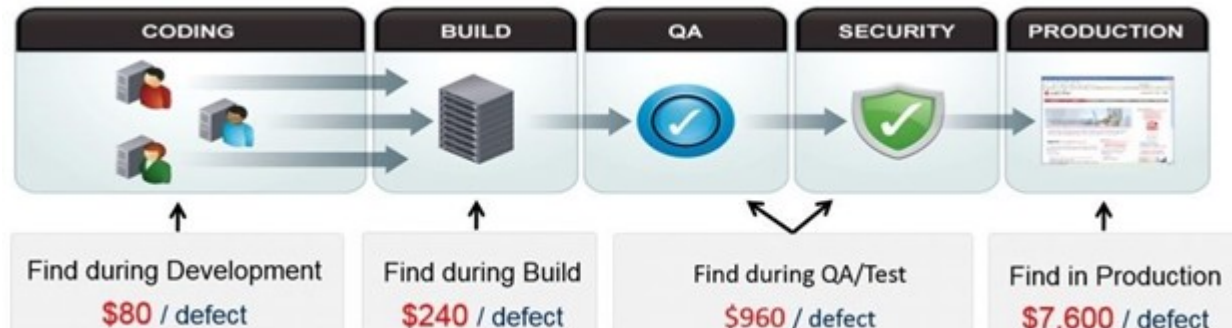 CODING
BUILD
QA
SECURITY
PRODUCTION
Find during Development
$80 / defect
Find during Build
$240 / defect
Find during QA/Test
$960 / defect
Find in Production
$7,600 / defect